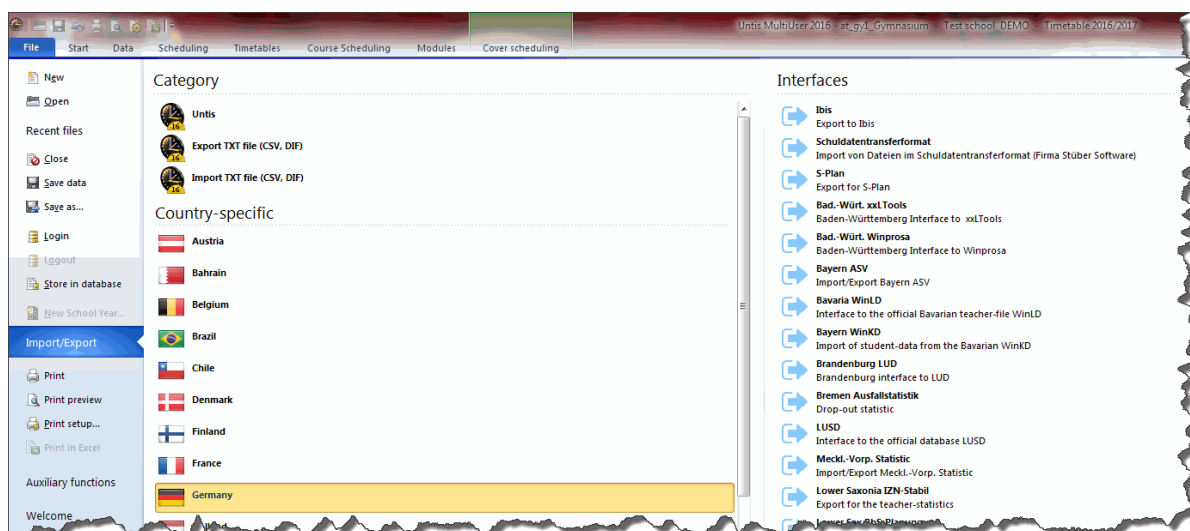 Untis MultiUser 2016 - at_gy1_Gymnasium - Test school_DEMO - Timetable 2016/2017
File Start Data Scheduling Timetables Course Scheduling Modules Cover scheduling
New
Open
Recent files
Close
Save data
Save as...
Login
Logout
Store in database
New School Year...
Import/Export
Print
Print preview
Print setup...
Print in Excel
Auxiliary functions
Welcome
Category
16
Untis
16
Export TXT file (CSV, DIF)
16
Import TXT file (CSV, DIF)
Country-specific
Austria
Bahrain
Belgium
Brazil
Chile
Denmark
Finland
France
Germany
Interfaces
Ibis
Export to Ibis
Schuldatentransferformat
Import von Dateien im Schuldatentransferformat (Firma Stüber Software)
S-Plan
Export for S-Plan
Bad.-Würt. xxLTools
Baden-Württemberg Interface to xxlTools
Bad.-Würt. Winprosa
Baden-Württemberg Interface to Winprosa
Bayern ASV
Import/Export Bayern ASV
Bavaria WinLD
Interface to the official Bavarian teacher-file WinLD
Bayern WinKD
Import of student-data from the Bavarian WinKD
Brandenburg LUD
Brandenburg interface to LUD
Bremen Ausfallstatistik
Drop-out statistic
LUSD
Interface to the official database LUSD
Meckl.-Vorp. Statistic
Import/Export Meckl.-Vorp. Statistic
Lower Saxonia IZN-Stabil
Export for the teacher-statistics